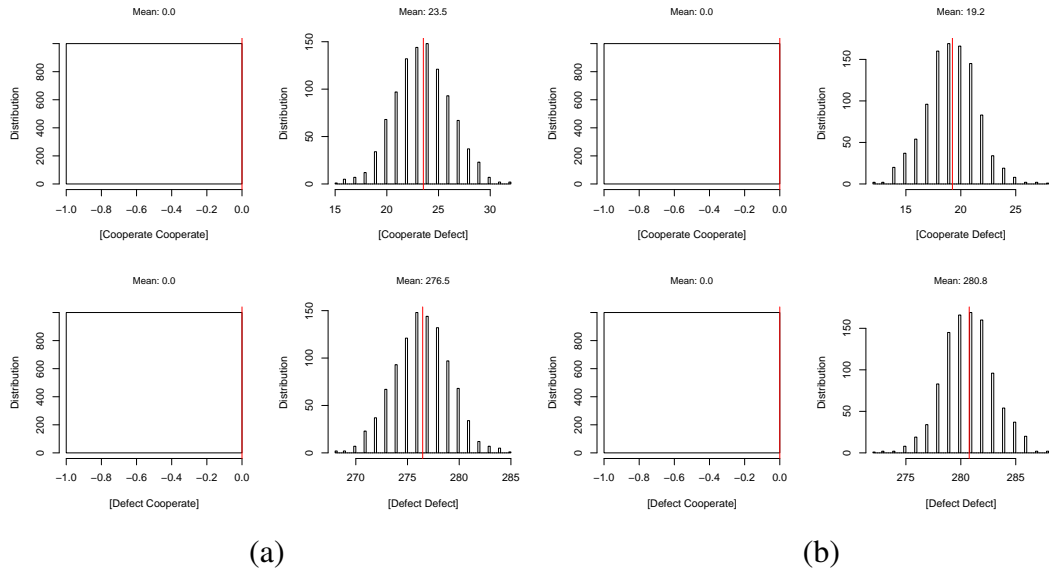 Mean: 0.0
Distribution
0 200 400 600 800
−1.0 −0.8 −0.6 −0.4 −0.2 0.0
[Cooperate Cooperate]
Mean: 23.5
Distribution
0 50 100 150
15 20 25 30
[Cooperate Defect]
Mean: 0.0
Distribution
0 200 400 600 800
−1.0 −0.8 −0.6 −0.4 −0.2 0.0
[Cooperate Cooperate]
Mean: 19.2
Distribution
0 50 100 150
15 20 25
[Cooperate Defect]
Mean: 0.0
Distribution
0 200 400 600 800
−1.0 −0.8 −0.6 −0.4 −0.2 0.0
[Defect Cooperate]
Mean: 276.5
Distribution
0 50 100 150
270 275 280 285
[Defect Defect]
Mean: 0.0
Distribution
0 200 400 600 800
−1.0 −0.8 −0.6 −0.4 −0.2 0.0
[Defect Cooperate]
Mean: 280.8
Distribution
0 50 100 150
275 280 285
[Defect Defect]
(a)
(b)